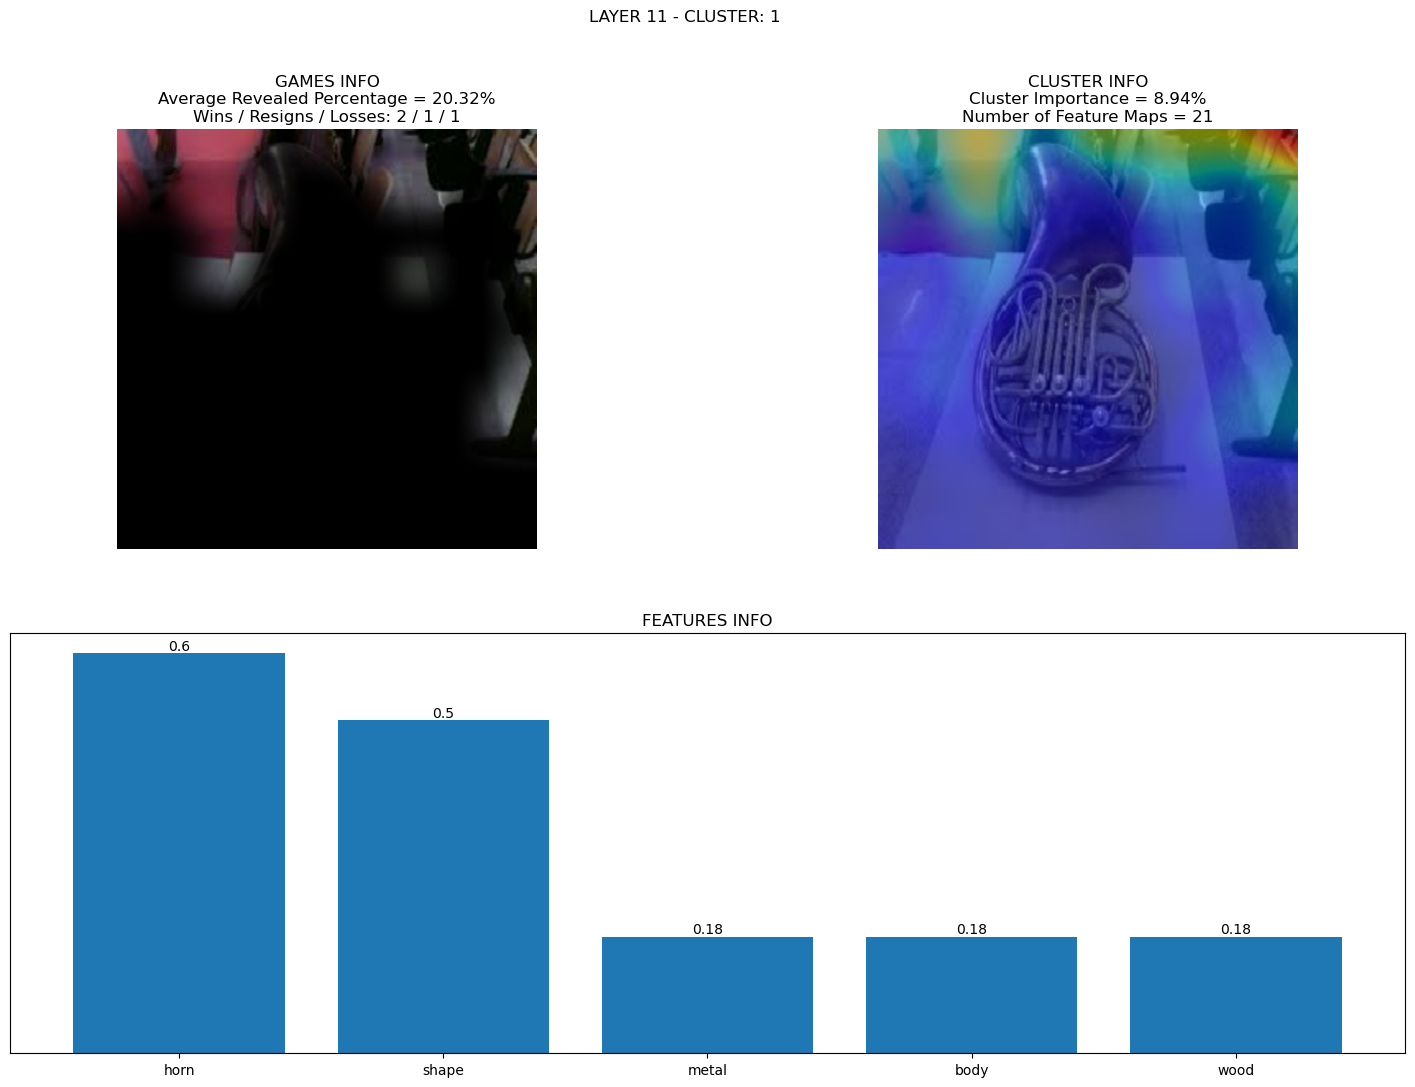 LAYER 11 - CLUSTER: 1
GAMES INFO
Average Revealed Percentage = 20.32%
Wins / Resigns / Losses: 2 / 1 / 1
CLUSTER INFO
Cluster Importance = 8.94%
Number of Feature Maps = 21
FEATURES INFO
0.6
0.5
0.18
0.18
0.18
horn
shape
metal
body
wood